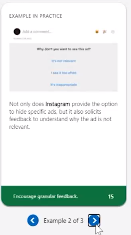 EXAMPLE IN PRACTICE
Add a comment...
Why don't you want to see this ad?
It's not relevant
I see it too often
It's inappropriate
Not only does Instagram provide the option
to hide specific ads, but it also solicits
feedback to understand why the ad is not
relevant.
Encourage granular feedback. 15
Example 2 of 3